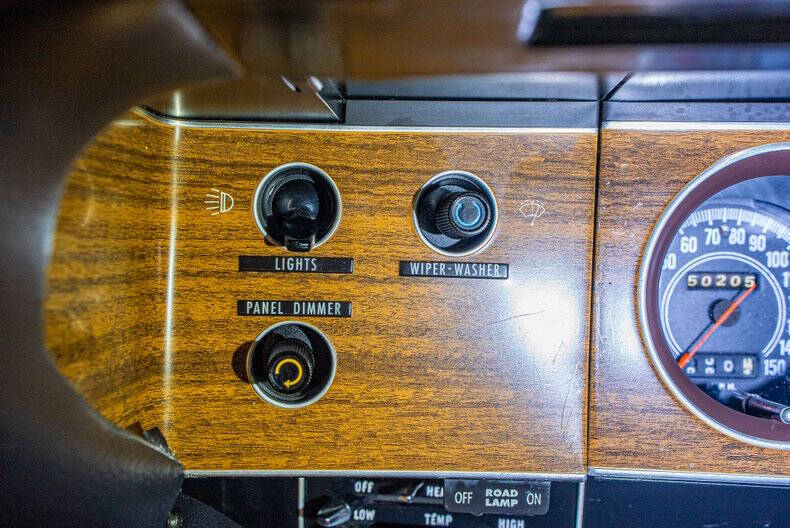 LIGHTS
WIPER-WASHER
PANEL DIMMER
60 70 80 90 100
50205
150
OFF
LOW
TEMP
HIGH
OFF ROAD LAMP ON